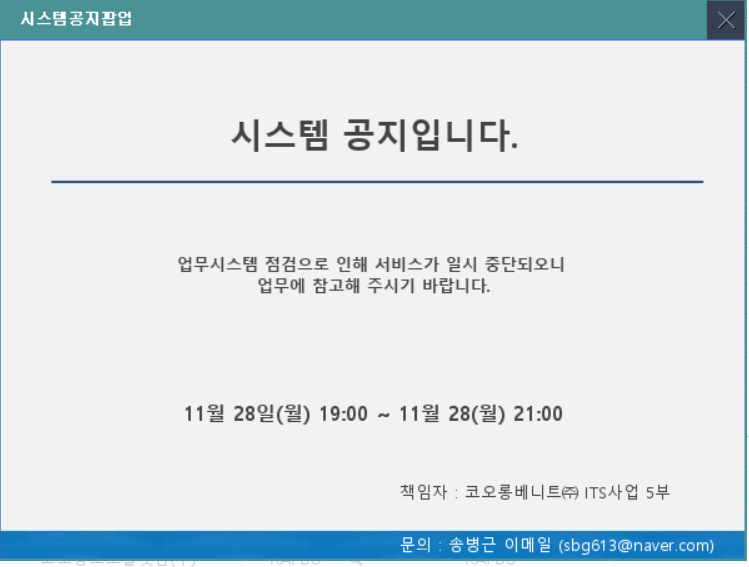 시스템공지팝업
시스템 공지입니다.
업무시스템 점검으로 인해 서비스가 일시 중단되오니
업무에 참고해 주시기 바랍니다.
11월 28일(월) 19:00 ~ 11월 28(월) 21:00
책임자 : 코오롱베니트㈜ ITS사업 5부
문의 : 송병근 이메일 (sbg613@naver.com)